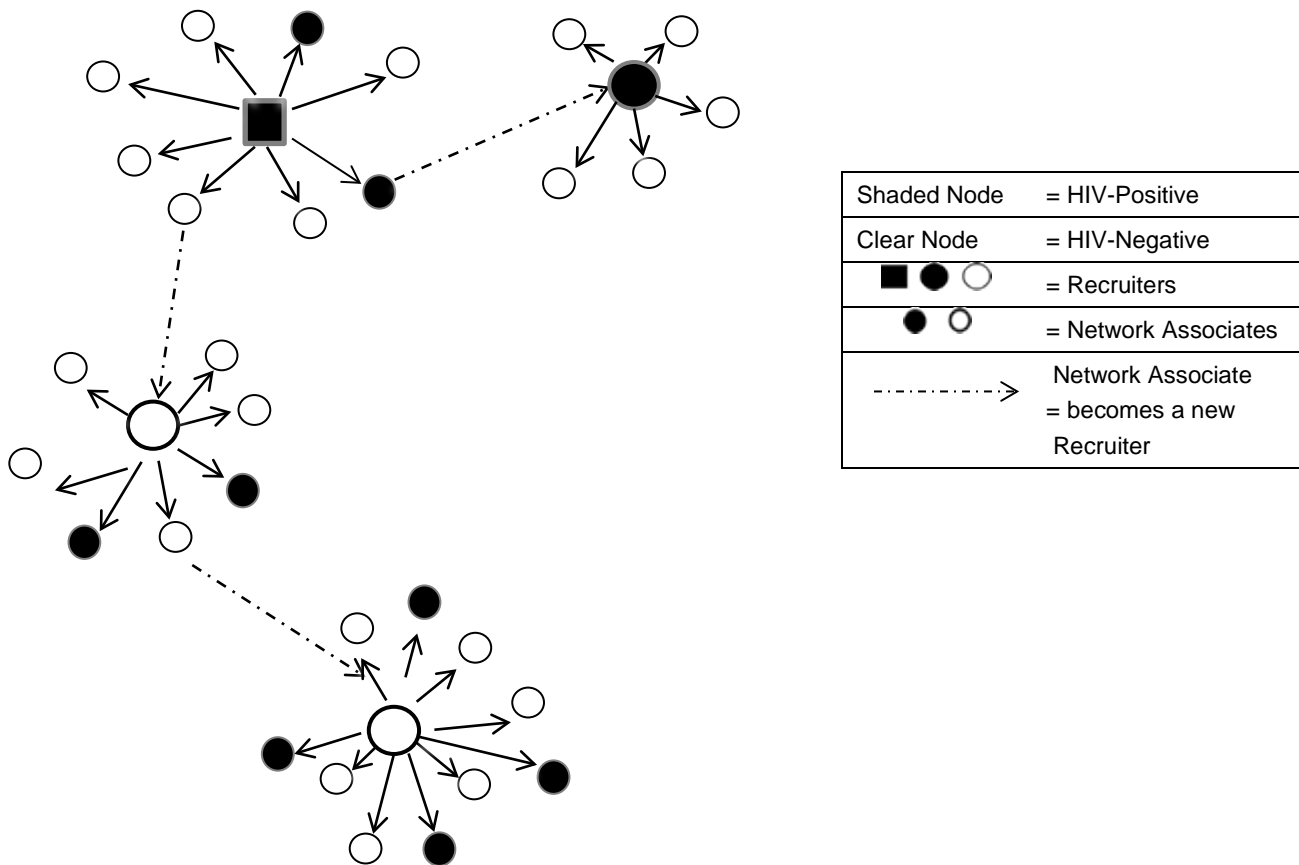 Shaded Node = HIV-Positive
Clear Node = HIV-Negative
= Recruiters
= Network Associates
Network Associate
= becomes a new
Recruiter